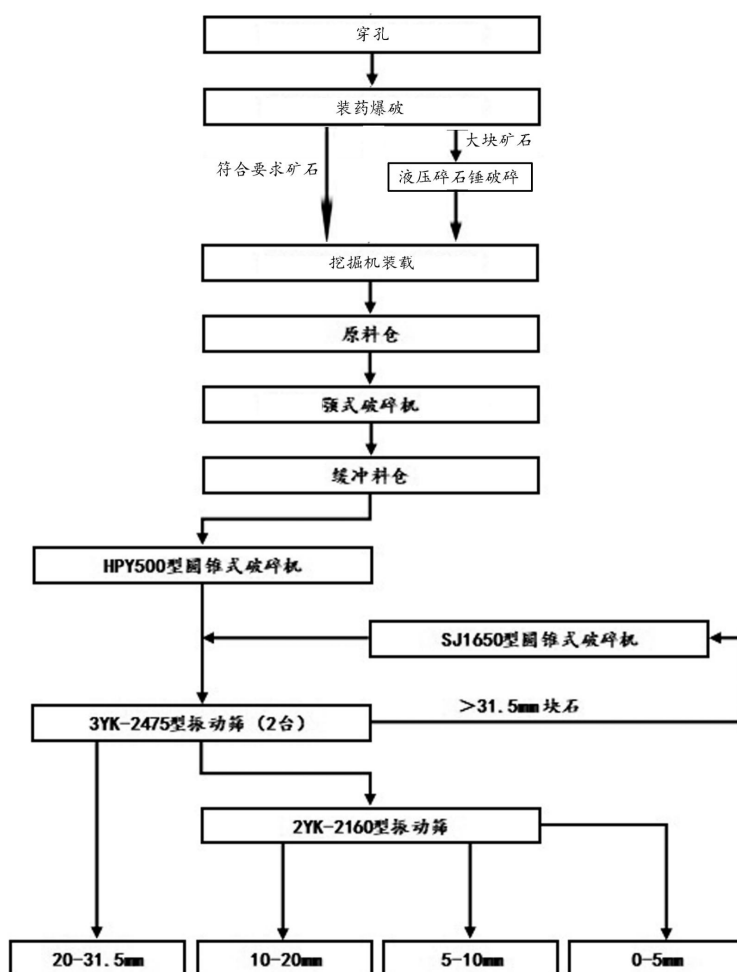 穿孔
装药爆破
大块矿石
符合要求矿石
液压碎石锤破碎
挖掘机装载
原料仓
颚式破碎机
缓冲料仓
HPY500型圆锥式破碎机
SJ1650型圆锥式破碎机
>31.5mm块石
3YK-2475型振动筛（2台）
2YK-2160型振动筛
20-31.5mm
10-20mm
5-10mm
0-5mm